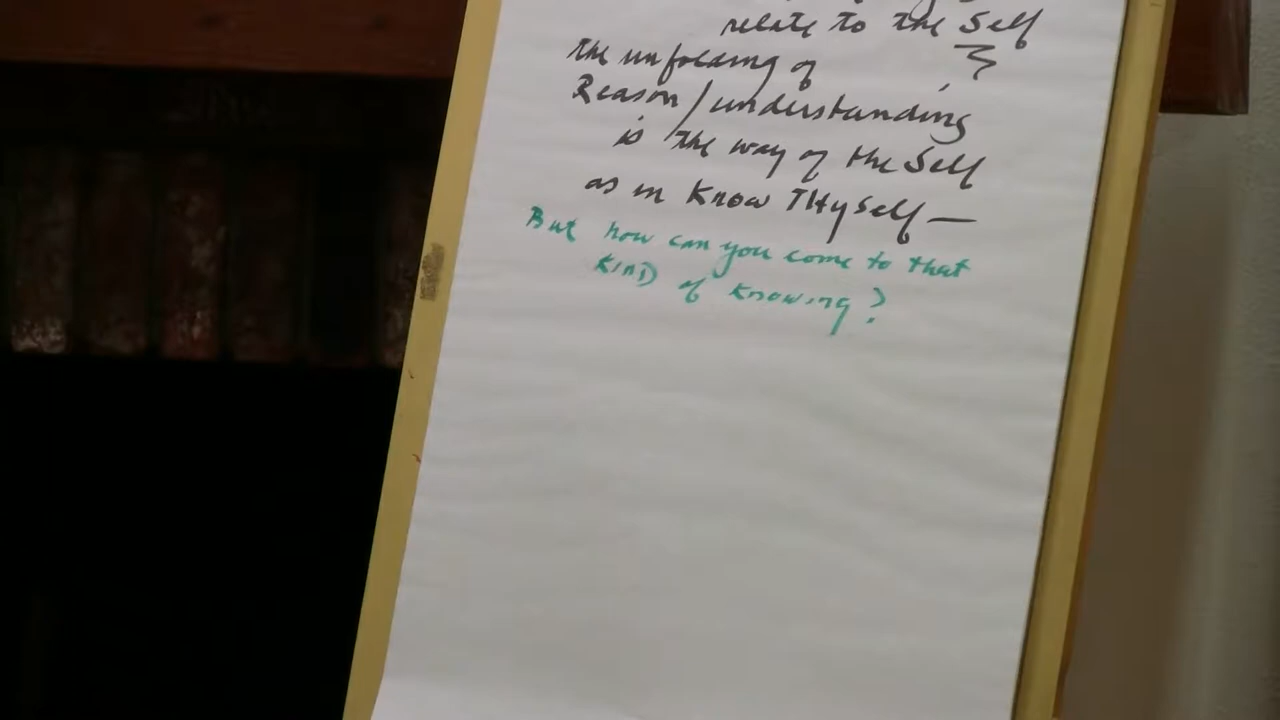 relate to the Self
the unfolding of
Reason/understanding
is the way of the Self
as in Know THyself—
But how can you come to that
KinD of Knowing?